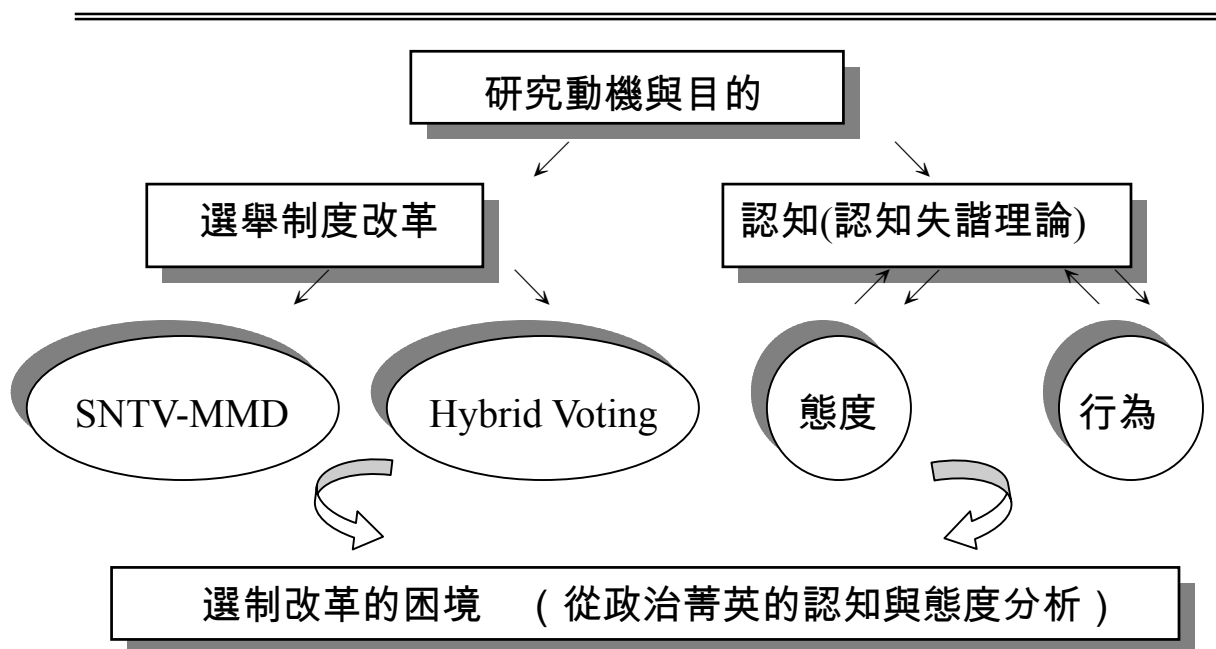 研究動機與目的
選舉制度改革
認知(認知失諧理論)
SNTV-MMD
Hybrid Voting
態度
行為
選制改革的困境 （從政治菁英的認知與態度分析）